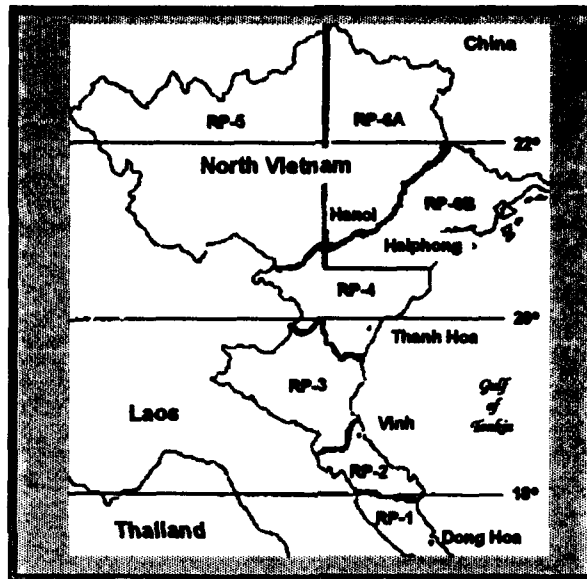 China
RP-5
RP-6A
22°
North Vietnam
Hanoi
RP-6B
Haiphong
RP-4
20°
Thanh Hoa
RP-3
Gulf
of
Tonkin
Laos
Vinh
RP-2
18°
RP-1
Thailand
Dong Hoa